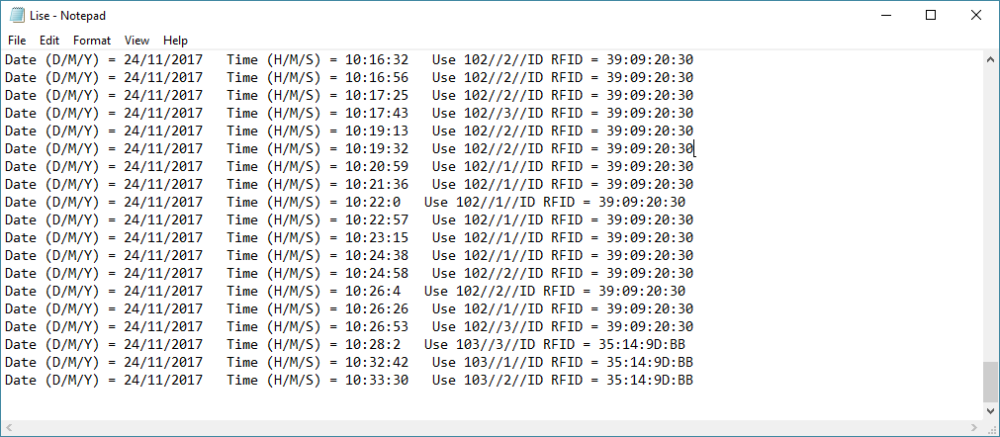 Lise - Notepad
File Edit Format View Help
Date (D/M/Y) = 24/11/2017   Time (H/M/S) = 10:16:32   Use 102//2//ID RFID = 39:09:20:30
Date (D/M/Y) = 24/11/2017   Time (H/M/S) = 10:16:56   Use 102//2//ID RFID = 39:09:20:30
Date (D/M/Y) = 24/11/2017   Time (H/M/S) = 10:17:25   Use 102//2//ID RFID = 39:09:20:30
Date (D/M/Y) = 24/11/2017   Time (H/M/S) = 10:17:43   Use 102//3//ID RFID = 39:09:20:30
Date (D/M/Y) = 24/11/2017   Time (H/M/S) = 10:19:13   Use 102//2//ID RFID = 39:09:20:30
Date (D/M/Y) = 24/11/2017   Time (H/M/S) = 10:19:32   Use 102//2//ID RFID = 39:09:20:30
Date (D/M/Y) = 24/11/2017   Time (H/M/S) = 10:20:59   Use 102//1//ID RFID = 39:09:20:30
Date (D/M/Y) = 24/11/2017   Time (H/M/S) = 10:21:36   Use 102//1//ID RFID = 39:09:20:30
Date (D/M/Y) = 24/11/2017   Time (H/M/S) = 10:22:0   Use 102//1//ID RFID = 39:09:20:30
Date (D/M/Y) = 24/11/2017   Time (H/M/S) = 10:22:57   Use 102//1//ID RFID = 39:09:20:30
Date (D/M/Y) = 24/11/2017   Time (H/M/S) = 10:23:15   Use 102//1//ID RFID = 39:09:20:30
Date (D/M/Y) = 24/11/2017   Time (H/M/S) = 10:24:38   Use 102//1//ID RFID = 39:09:20:30
Date (D/M/Y) = 24/11/2017   Time (H/M/S) = 10:24:58   Use 102//2//ID RFID = 39:09:20:30
Date (D/M/Y) = 24/11/2017   Time (H/M/S) = 10:26:4   Use 102//2//ID RFID = 39:09:20:30
Date (D/M/Y) = 24/11/2017   Time (H/M/S) = 10:26:26   Use 102//1//ID RFID = 39:09:20:30
Date (D/M/Y) = 24/11/2017   Time (H/M/S) = 10:26:53   Use 102//3//ID RFID = 39:09:20:30
Date (D/M/Y) = 24/11/2017   Time (H/M/S) = 10:28:2   Use 103//3//ID RFID = 35:14:9D:BB
Date (D/M/Y) = 24/11/2017   Time (H/M/S) = 10:32:42   Use 103//1//ID RFID = 35:14:9D:BB
Date (D/M/Y) = 24/11/2017   Time (H/M/S) = 10:33:30   Use 103//2//ID RFID = 35:14:9D:BB